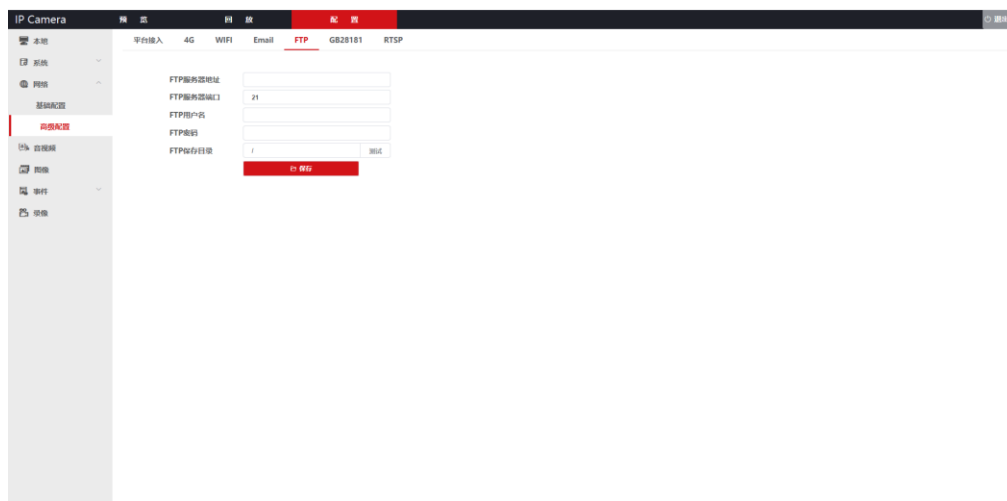 IP Camera 预 览 回 放 配 置 退出
本地 平台接入 4G WIFI Email FTP GB28181 RTSP
系统
网络
基础配置
高级配置
音视频
图像
事件
录像
FTP服务器地址
FTP服务器端口 21
FTP用户名
FTP密码
FTP保存目录 / 测试
保存